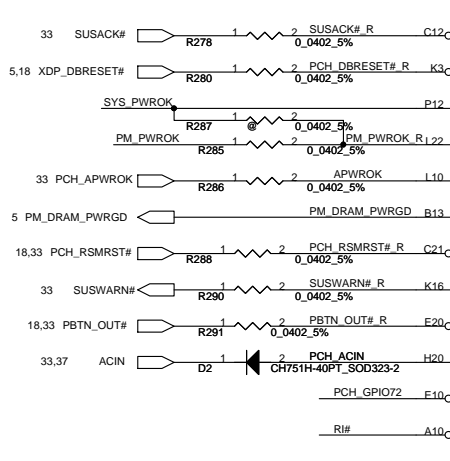 33 SUSACK# 1 2 SUSACK#_R C12
R278 0_0402_5%
5,18 XDP_DBRESET# 1 2 PCH_DBRESET#_R K3
R280 0_0402_5%
SYS_PWROK P12
1 2
R287 @ 0_0402_5%
PM_PWROK 1 2 PM_PWROK_R L22
R285 0_0402_5%
33 PCH_APWROK 1 2 APWROK L10
R286 0_0402_5%
5 PM_DRAM_PWRGD PM_DRAM_PWRGD B13
18,33 PCH_RSMRST# 1 2 PCH_RSMRST#_R C21
R288 0_0402_5%
33 SUSWARN# 1 2 SUSWARN#_R K16
R290 0_0402_5%
18,33 PBTN_OUT# 1 2 PBTN_OUT#_R E20
R291 0_0402_5%
33,37 ACIN 1 2 PCH_ACIN H20
D2 CH751H-40PT_SOD323-2
PCH_GPIO72 E10
RI# A10